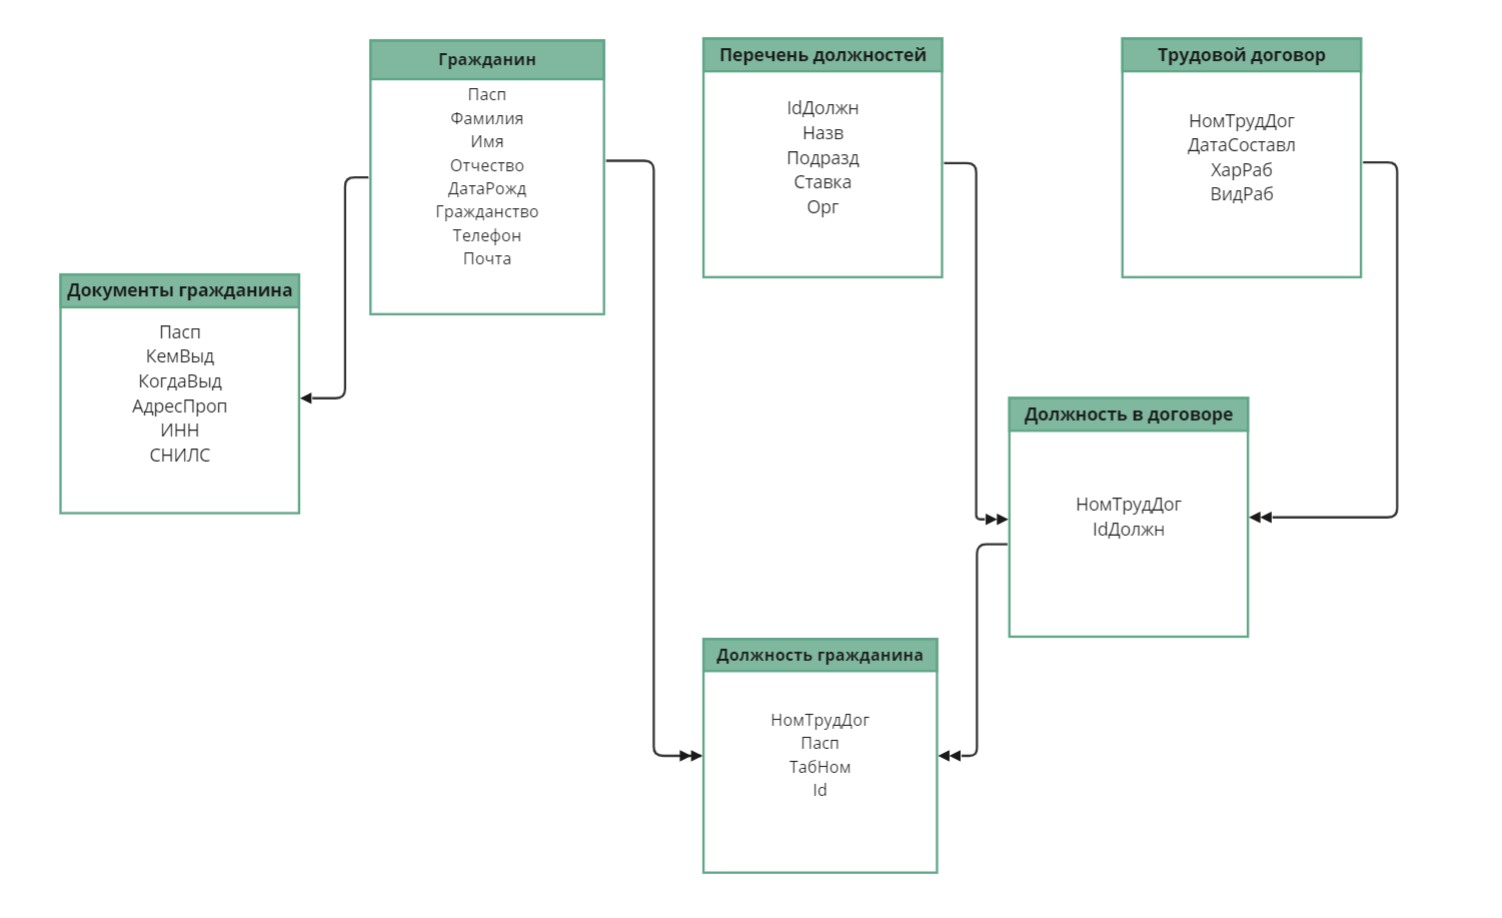 Гражданин
Пасп
Фамилия
Имя
Отчество
ДатаРожд
Гражданство
Телефон
Почта
Перечень должностей
IdДолжн
Назв
Подразд
Ставка
Орг
Трудовой договор
НомТрудДог
ДатаСоставл
ХарРаб
ВидРаб
Документы гражданина
Пасп
КемВыд
КогдаВыд
АдресПроп
ИНН
СНИЛС
Должность в договоре
НомТрудДог
IdДолжн
Должность гражданина
НомТрудДог
Пасп
ТабНом
Id